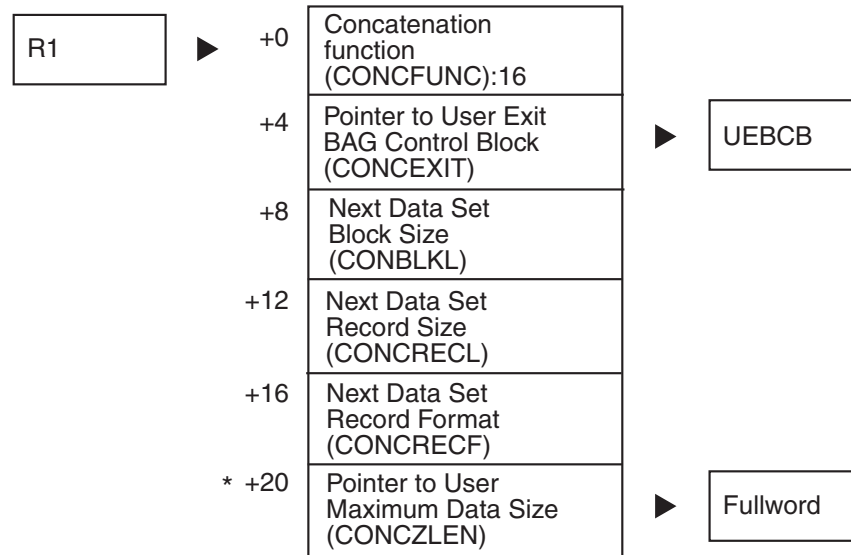 R1
+0
Concatenation
function
(CONCFUNC):16
+4
Pointer to User Exit
BAG Control Block
(CONCEXIT)
UEBCB
+8
Next Data Set
Block Size
(CONBLKL)
+12
Next Data Set
Record Size
(CONCRECL)
+16
Next Data Set
Record Format
(CONCRECF)
* +20
Pointer to User
Maximum Data Size
(CONCZLEN)
Fullword